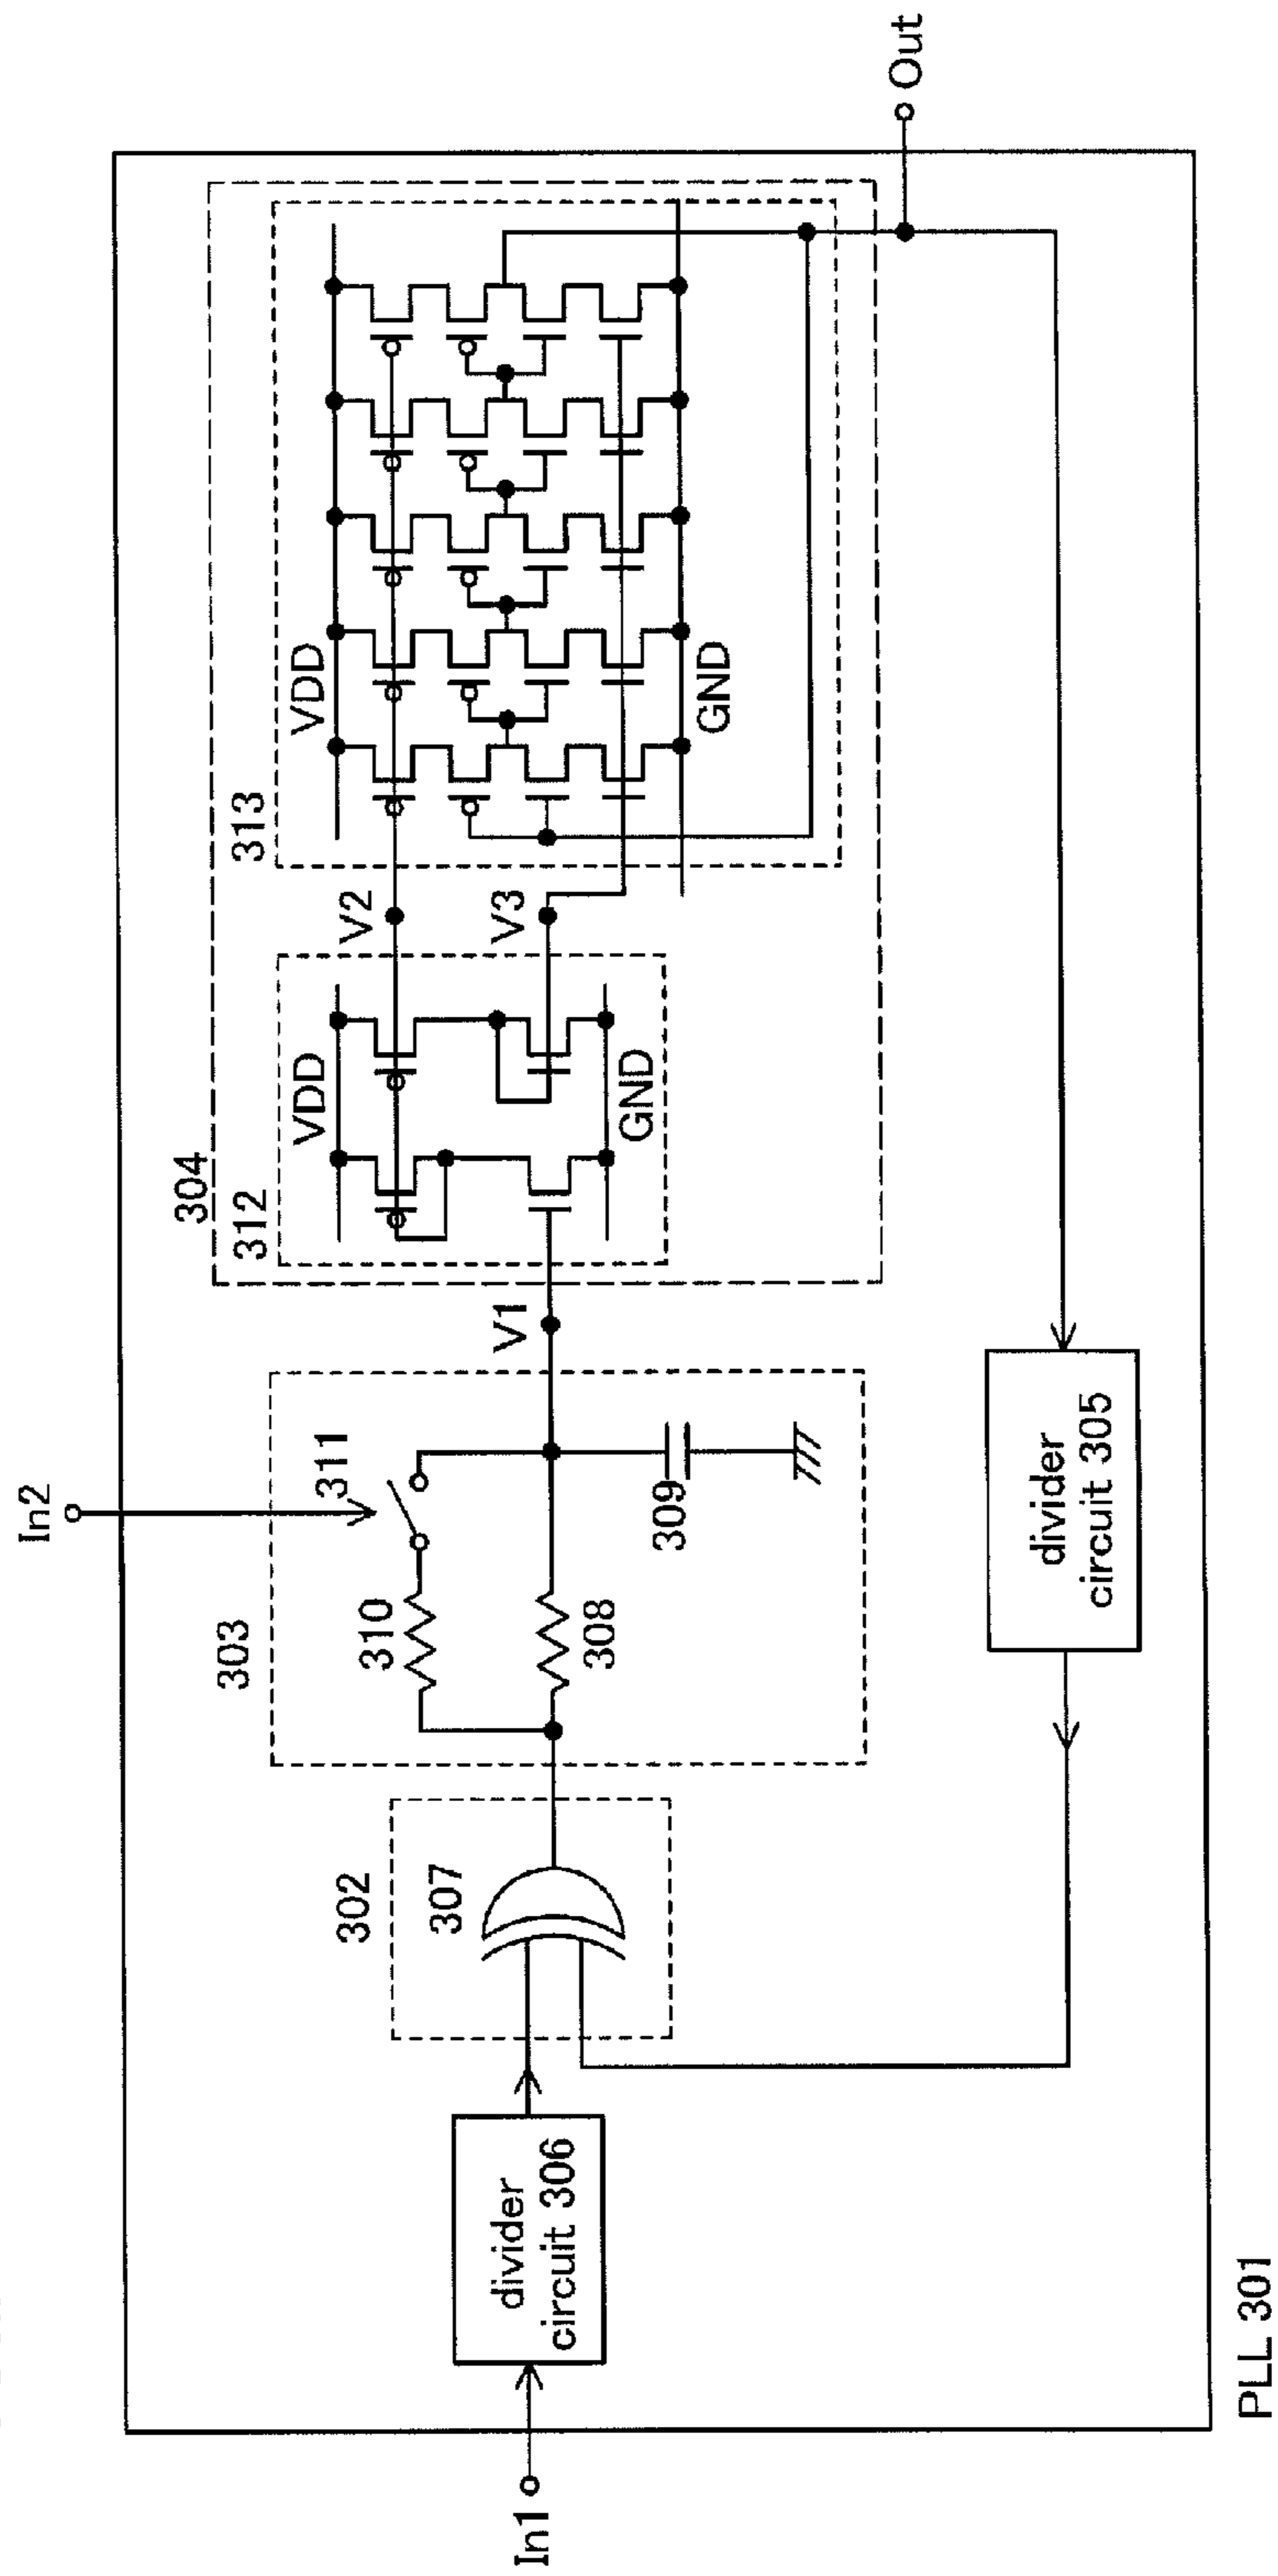 In1
divider
circuit 306
302
307
303
310
308
In2
311
309
V1
304
312
VDD
GND
V2
V3
313
VDD
GND
Out
divider
circuit 305
PLL 301